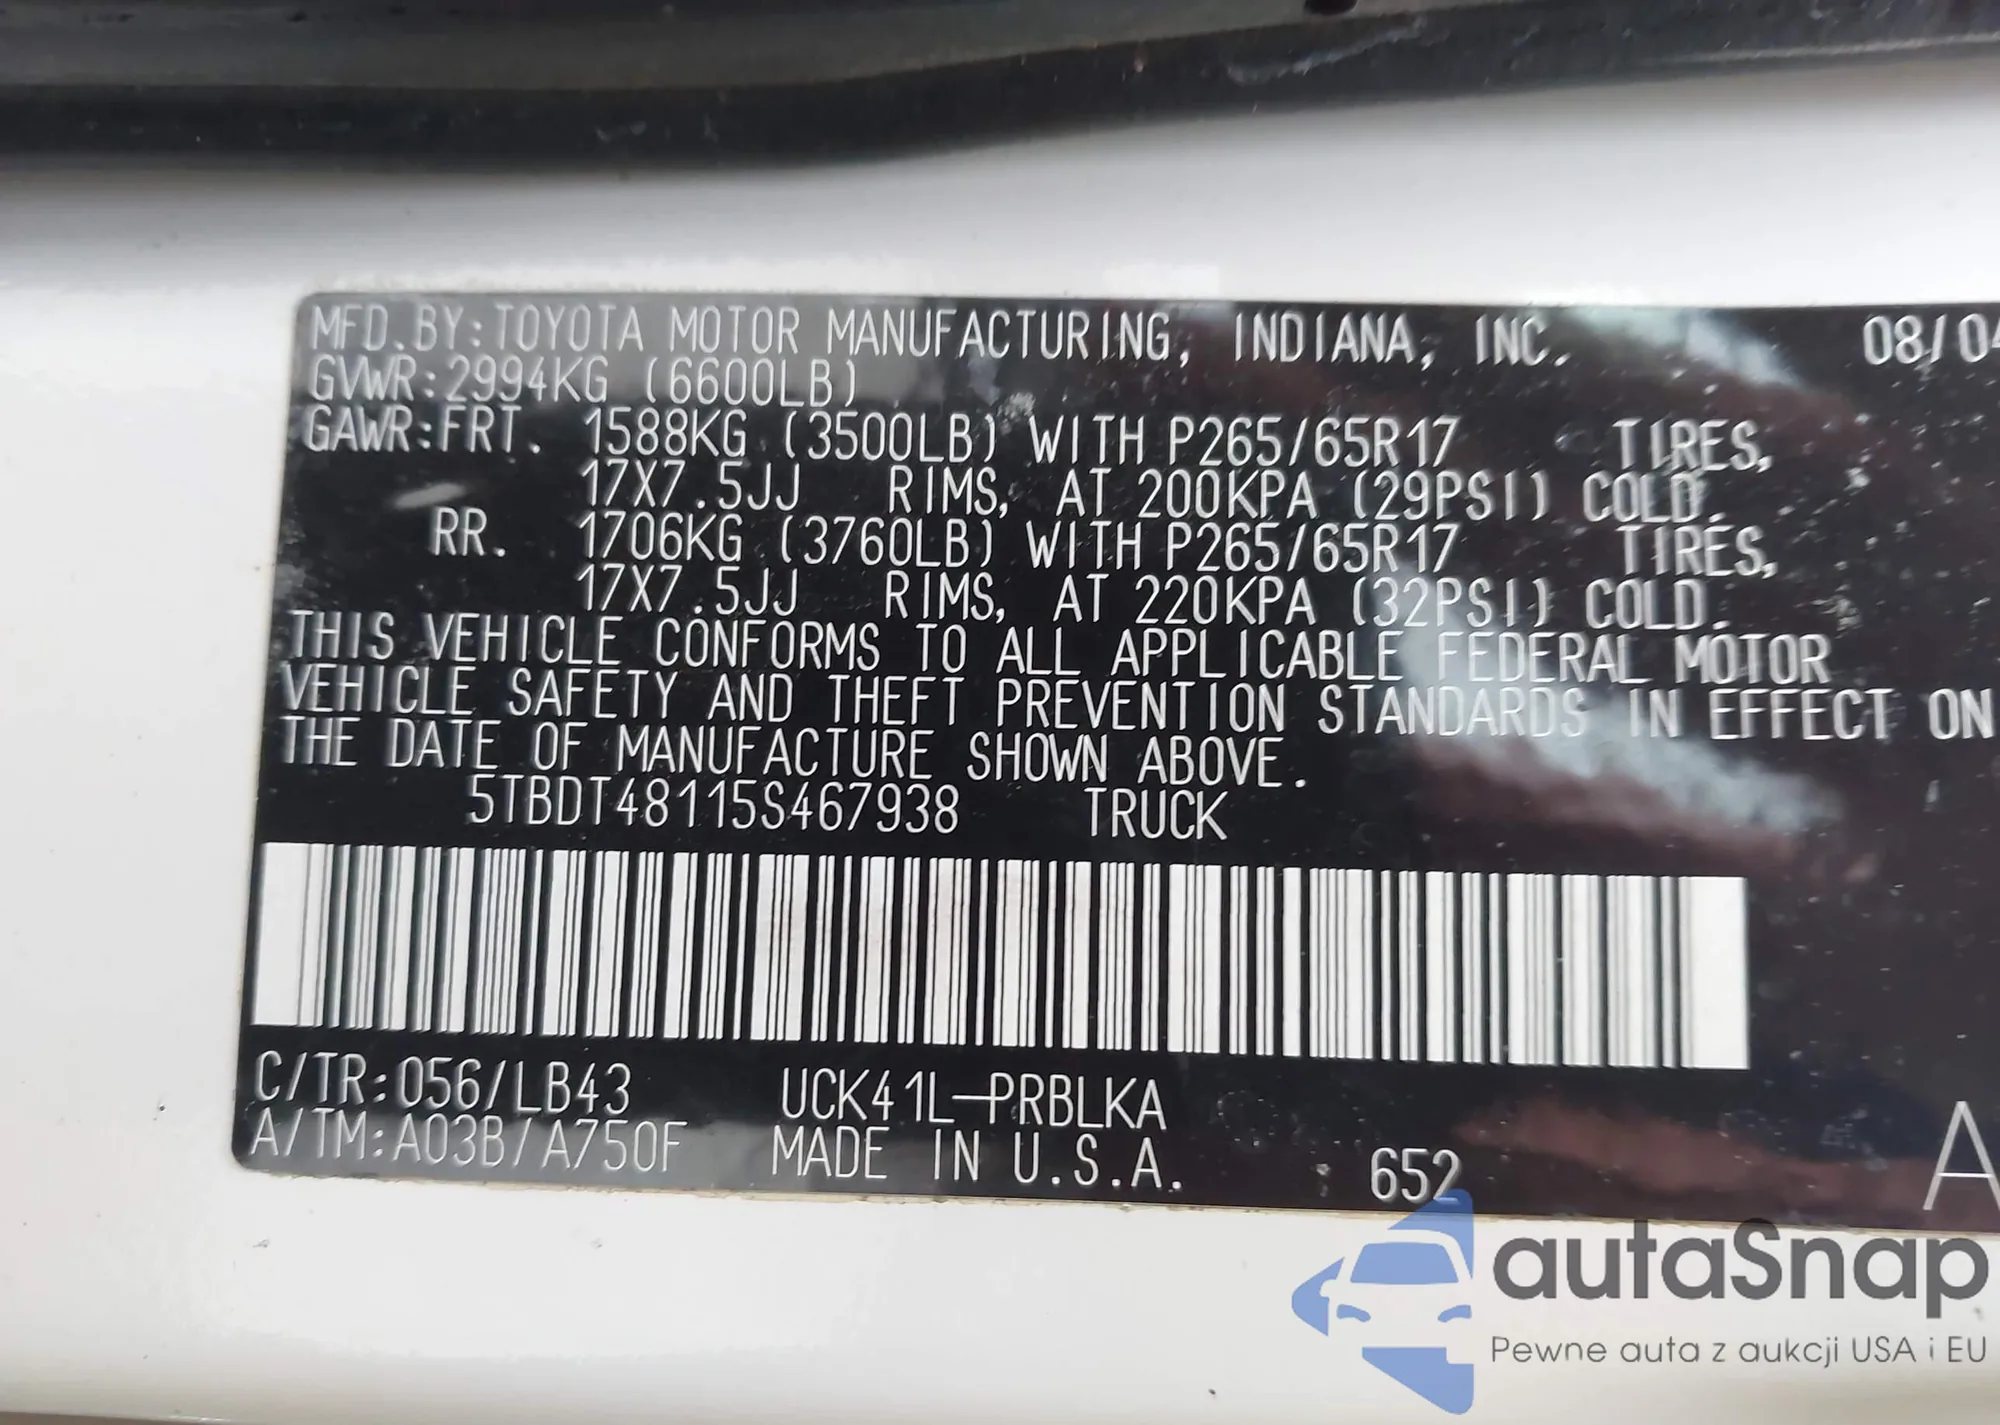 MFD.BY:TOYOTA MOTOR MANUFACTURING, INDIANA, INC. 08/04
GVWR:2994KG (6600LB)
GAWR:FRT. 1588KG (3500LB) WITH P265/65R17 TIRES,
17X7.5JJ RIMS, AT 200KPA (29PSI) COLD.
RR. 1706KG (3760LB) WITH P265/65R17 TIRES,
17X7.5JJ RIMS, AT 220KPA (32PSI) COLD.
THIS VEHICLE CONFORMS TO ALL APPLICABLE FEDERAL MOTOR
VEHICLE SAFETY AND THEFT PREVENTION STANDARDS IN EFFECT ON
THE DATE OF MANUFACTURE SHOWN ABOVE.
5TBDT48115S467938 TRUCK
C/TR:056/LB43 UCK41L-PRBLKA
A/TM:A03B/A750F MADE IN U.S.A. 652 A
autaSnap
Pewne auta z aukcji USA i EU